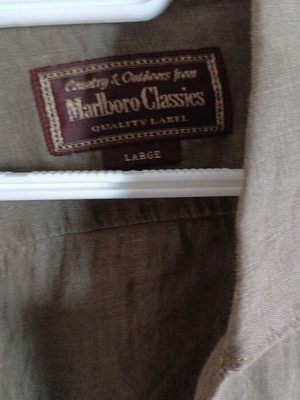 Country & Outdoors from
Marlboro Classics
QUALITY LABEL
LARGE